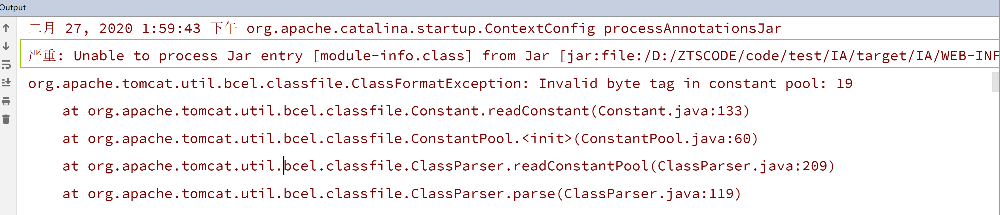 Output
二月 27, 2020 1:59:43 下午 org.apache.catalina.startup.ContextConfig processAnnotationsJar
严重: Unable to process Jar entry [module-info.class] from Jar [jar:file:/D:/ZTSCODE/code/test/IA/target/IA/WEB-INF
org.apache.tomcat.util.bcel.classfile.ClassFormatException: Invalid byte tag in constant pool: 19
at org.apache.tomcat.util.bcel.classfile.Constant.readConstant(Constant.java:133)
at org.apache.tomcat.util.bcel.classfile.ConstantPool.<init>(ConstantPool.java:60)
at org.apache.tomcat.util.bcel.classfile.ClassParser.readConstantPool(ClassParser.java:209)
at org.apache.tomcat.util.bcel.classfile.ClassParser.parse(ClassParser.java:119)